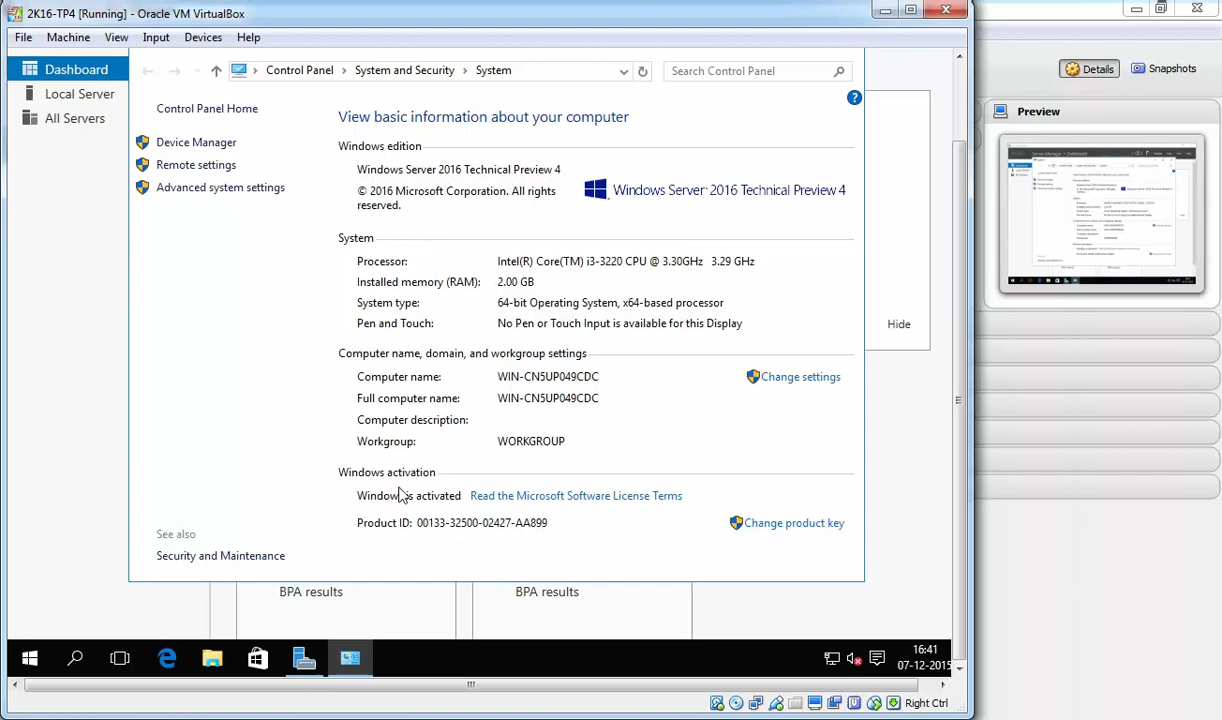 2K16-TP4 [Running] - Oracle VM VirtualBox
File Machine View Input Devices Help
Dashboard
Local Server
All Servers
Control Panel System and Security System
Search Control Panel
Control Panel Home
Device Manager
Remote settings
Advanced system settings
View basic information about your computer
Windows edition
Windows Server 2016 Technical Preview 4
© 2016 Microsoft Corporation. All rights
reserved.
Windows Server 2016 Technical Preview 4
System
Processor: Intel(R) Core(TM) i3-3220 CPU @ 3.30GHz 3.29 GHz
Installed memory (RAM): 2.00 GB
System type: 64-bit Operating System, x64-based processor
Pen and Touch: No Pen or Touch Input is available for this Display
Hide
Computer name, domain, and workgroup settings
Computer name: WIN-CN5UP049CDC
Change settings
Full computer name: WIN-CN5UP049CDC
Computer description:
Workgroup: WORKGROUP
Windows activation
Windows is activated Read the Microsoft Software License Terms
Product ID: 00133-32500-02427-AA899
Change product key
See also
Security and Maintenance
BPA results
BPA results
16:41
07-12-2015
Right Ctrl
Details
Snapshots
Preview